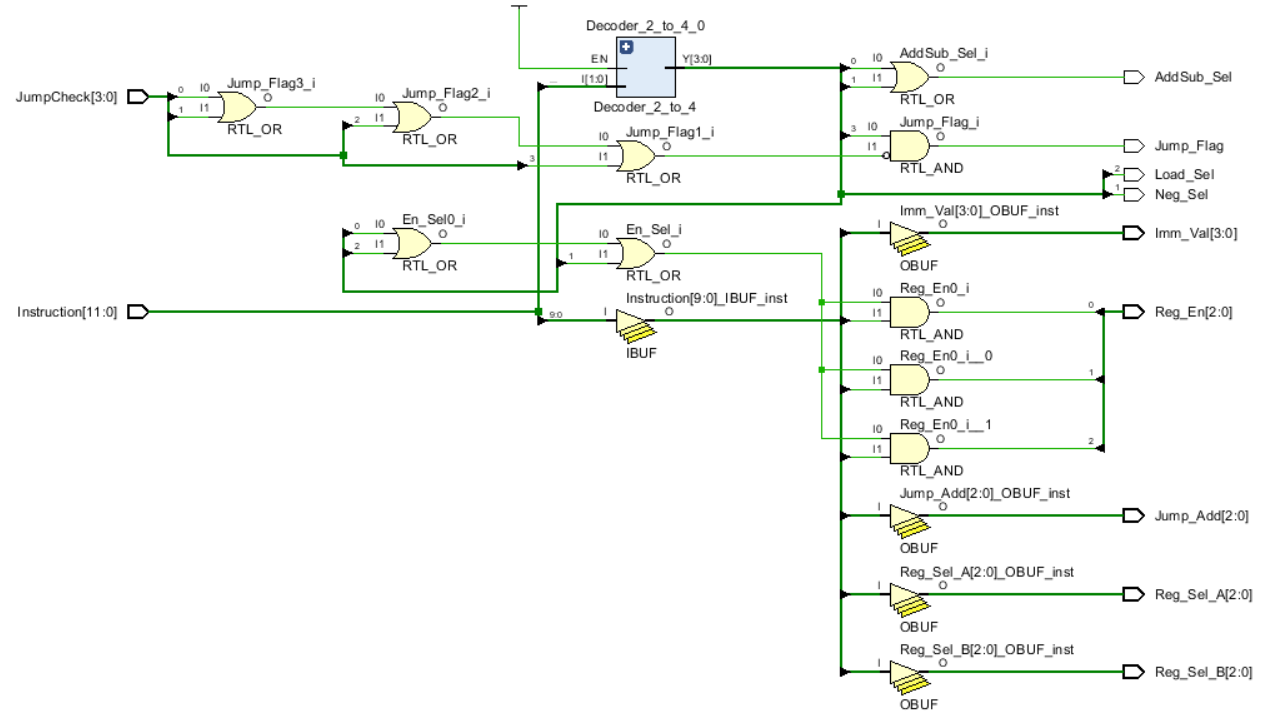 Decoder_2_to_4_0
EN
I[1:0]
...
Y[3:0]
Decoder_2_to_4
JumpCheck[3:0]
0
1
I0
I1
Jump_Flag3_i
O
RTL_OR
2
I0
I1
Jump_Flag2_i
O
RTL_OR
3
I0
I1
Jump_Flag1_i
O
RTL_OR
0
1
I0
I1
AddSub_Sel_i
O
RTL_OR
AddSub_Sel
3
I0
I1
Jump_Flag_i
O
RTL_AND
Jump_Flag
2
Load_Sel
1
Neg_Sel
0
2
I0
I1
En_Sel0_i
O
RTL_OR
1
I0
I1
En_Sel_i
O
RTL_OR
I
Imm_Val[3:0]_OBUF_inst
O
OBUF
Imm_Val[3:0]
Instruction[11:0]
9:0
I
Instruction[9:0]_IBUF_inst
O
IBUF
I0
I1
Reg_En0_i
O
RTL_AND
0
Reg_En[2:0]
I0
I1
Reg_En0_i__0
O
RTL_AND
1
I0
I1
Reg_En0_i__1
O
RTL_AND
2
I
Jump_Add[2:0]_OBUF_inst
O
OBUF
Jump_Add[2:0]
I
Reg_Sel_A[2:0]_OBUF_inst
O
OBUF
Reg_Sel_A[2:0]
I
Reg_Sel_B[2:0]_OBUF_inst
O
OBUF
Reg_Sel_B[2:0]